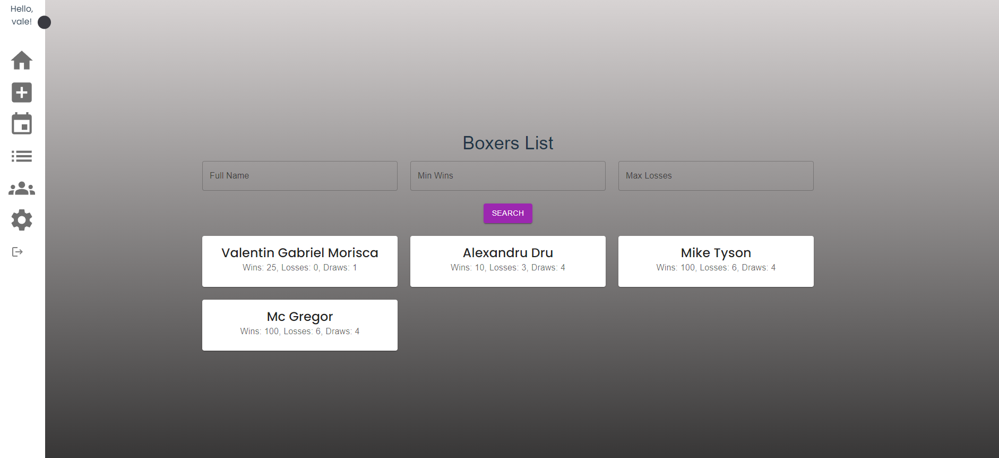 Hello,
vale!
Boxers List
Full Name
Min Wins
Max Losses
SEARCH
Valentin Gabriel Morisca
Wins: 25, Losses: 0, Draws: 1
Alexandru Dru
Wins: 10, Losses: 3, Draws: 4
Mike Tyson
Wins: 100, Losses: 6, Draws: 4
Mc Gregor
Wins: 100, Losses: 6, Draws: 4